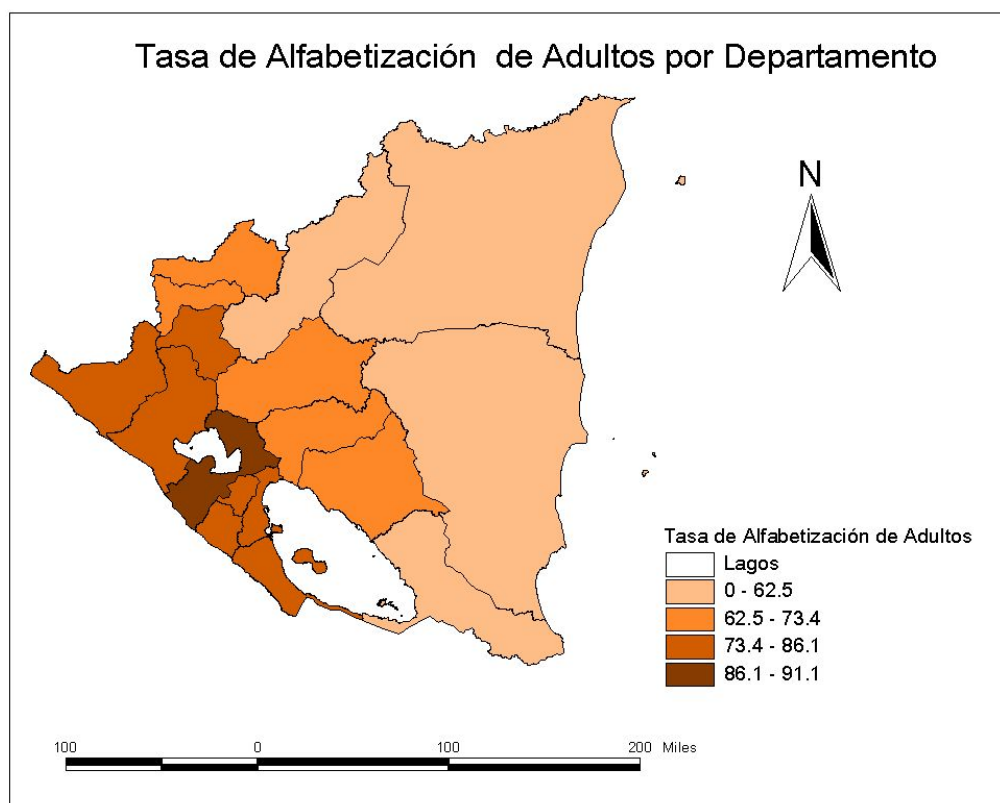 Tasa de Alfabetización de Adultos por Departamento
N
Tasa de Alfabetización de Adultos
Lagos
0 - 62.5
62.5 - 73.4
73.4 - 86.1
86.1 - 91.1
100 0 100 200 Miles